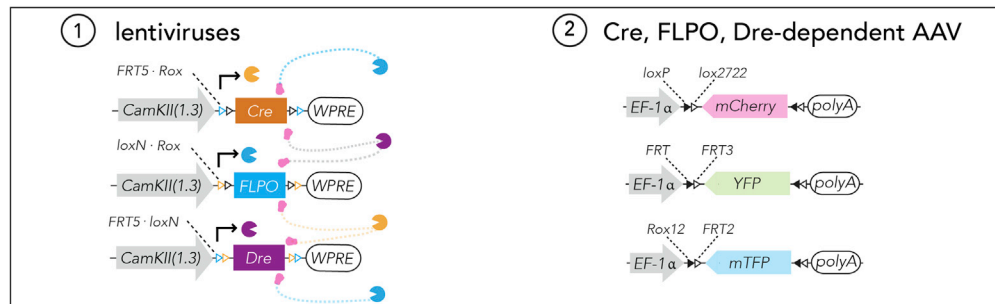 1 lentiviruses
FRT5 · Rox
CamKII(1.3) Cre WPRE
loxN · Rox
CamKII(1.3) FLPO WPRE
FRT5 · loxN
CamKII(1.3) Dre WPRE
2 Cre, FLPO, Dre-dependent AAV
loxP lox2722
EF-1α mCherry polyA
FRT FRT3
EF-1α YFP polyA
Rox12 FRT2
EF-1α mTFP polyA